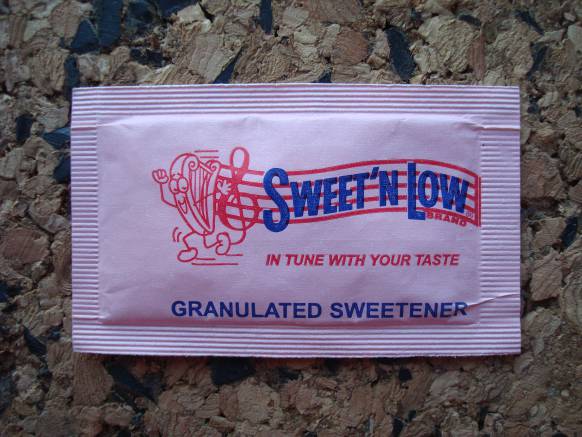 SWEET'N LOW
BRAND
IN TUNE WITH YOUR TASTE
GRANULATED SWEETENER